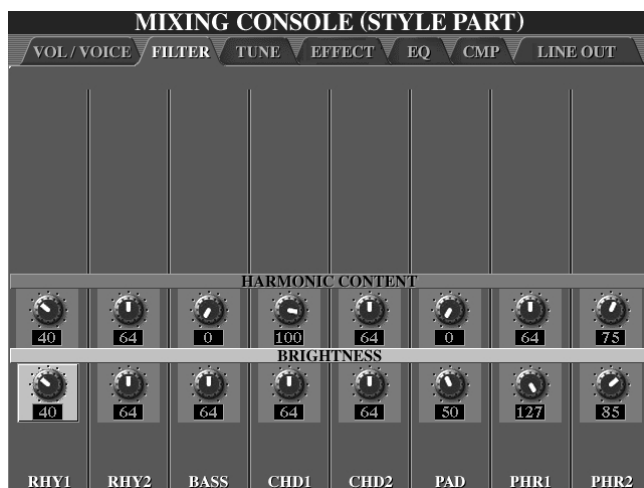 MIXING CONSOLE (STYLE PART)
VOL / VOICE FILTER TUNE EFFECT EQ CMP LINE OUT
HARMONIC CONTENT
40 64 0 100 64 0 64 75
BRIGHTNESS
40 64 64 64 64 50 127 85
RHY1 RHY2 BASS CHD1 CHD2 PAD PHR1 PHR2